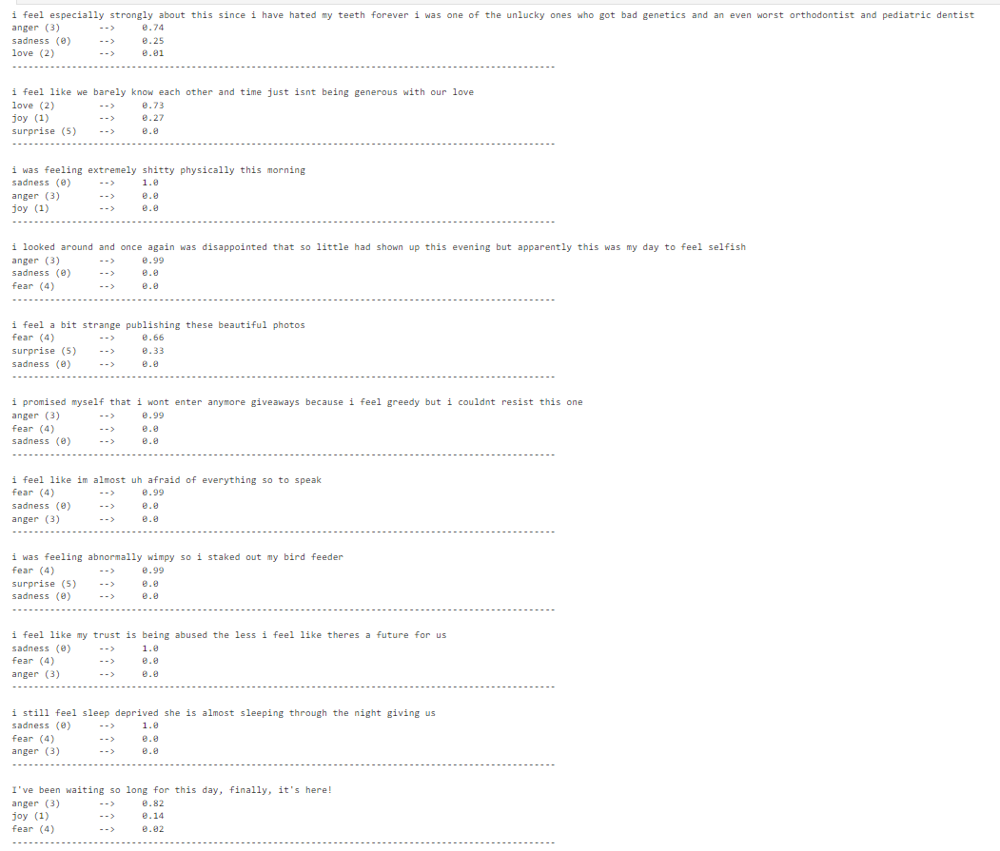 i feel especially strongly about this since i have hated my teeth forever i was one of the unlucky ones who got bad genetics and an even worst orthodontist and pediatric dentist
anger (3) --> 0.74
sadness (0) --> 0.25
love (2) --> 0.01
----------------------------------------------------------------------------------------------------
i feel like we barely know each other and time just isnt being generous with our love
love (2) --> 0.73
joy (1) --> 0.27
surprise (5) --> 0.0
----------------------------------------------------------------------------------------------------
i was feeling extremely shitty physically this morning
sadness (0) --> 1.0
anger (3) --> 0.0
joy (1) --> 0.0
----------------------------------------------------------------------------------------------------
i looked around and once again was disappointed that so little had shown up this evening but apparently this was my day to feel selfish
anger (3) --> 0.99
sadness (0) --> 0.0
fear (4) --> 0.0
----------------------------------------------------------------------------------------------------
i feel a bit strange publishing these beautiful photos
fear (4) --> 0.66
surprise (5) --> 0.33
sadness (0) --> 0.0
----------------------------------------------------------------------------------------------------
i promised myself that i wont enter anymore giveaways because i feel greedy but i couldnt resist this one
anger (3) --> 0.99
fear (4) --> 0.0
sadness (0) --> 0.0
----------------------------------------------------------------------------------------------------
i feel like im almost uh afraid of everything so to speak
fear (4) --> 0.99
sadness (0) --> 0.0
anger (3) --> 0.0
----------------------------------------------------------------------------------------------------
i was feeling abnormally wimpy so i staked out my bird feeder
fear (4) --> 0.99
surprise (5) --> 0.0
sadness (0) --> 0.0
----------------------------------------------------------------------------------------------------
i feel like my trust is being abused the less i feel like theres a future for us
sadness (0) --> 1.0
fear (4) --> 0.0
anger (3) --> 0.0
----------------------------------------------------------------------------------------------------
i still feel sleep deprived she is almost sleeping through the night giving us
sadness (0) --> 1.0
fear (4) --> 0.0
anger (3) --> 0.0
----------------------------------------------------------------------------------------------------
I've been waiting so long for this day, finally, it's here!
anger (3) --> 0.82
joy (1) --> 0.14
fear (4) --> 0.02
----------------------------------------------------------------------------------------------------